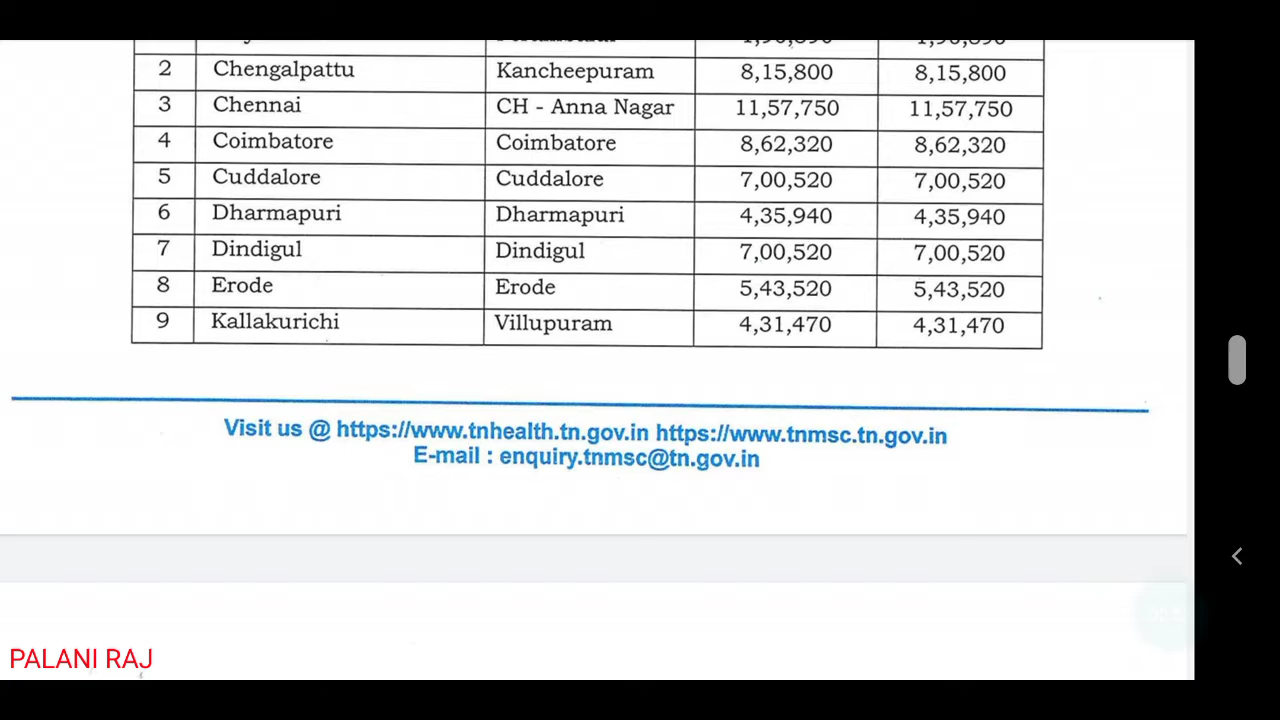 2 Chengalpattu Kancheepuram 8,15,800 8,15,800
3 Chennai CH - Anna Nagar 11,57,750 11,57,750
4 Coimbatore Coimbatore 8,62,320 8,62,320
5 Cuddalore Cuddalore 7,00,520 7,00,520
6 Dharmapuri Dharmapuri 4,35,940 4,35,940
7 Dindigul Dindigul 7,00,520 7,00,520
8 Erode Erode 5,43,520 5,43,520
9 Kallakurichi Villupuram 4,31,470 4,31,470
Visit us @ https://www.tnhealth.tn.gov.in https://www.tnmsc.tn.gov.in
E-mail : enquiry.tnmsc@tn.gov.in
PALANI RAJ